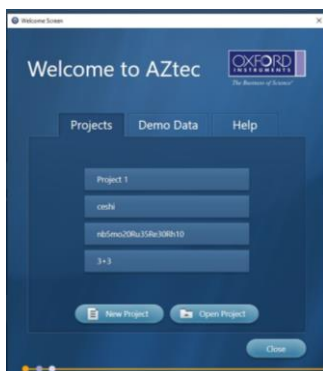 Welcome Screen
Welcome to AZtec
OXFORD
INSTRUMENTS
The Business of Science®
Projects
Demo Data
Help
Project 1
ceshi
nb5mo20Ru35Re30Rh10
3+3
New Project
Open Project
Close